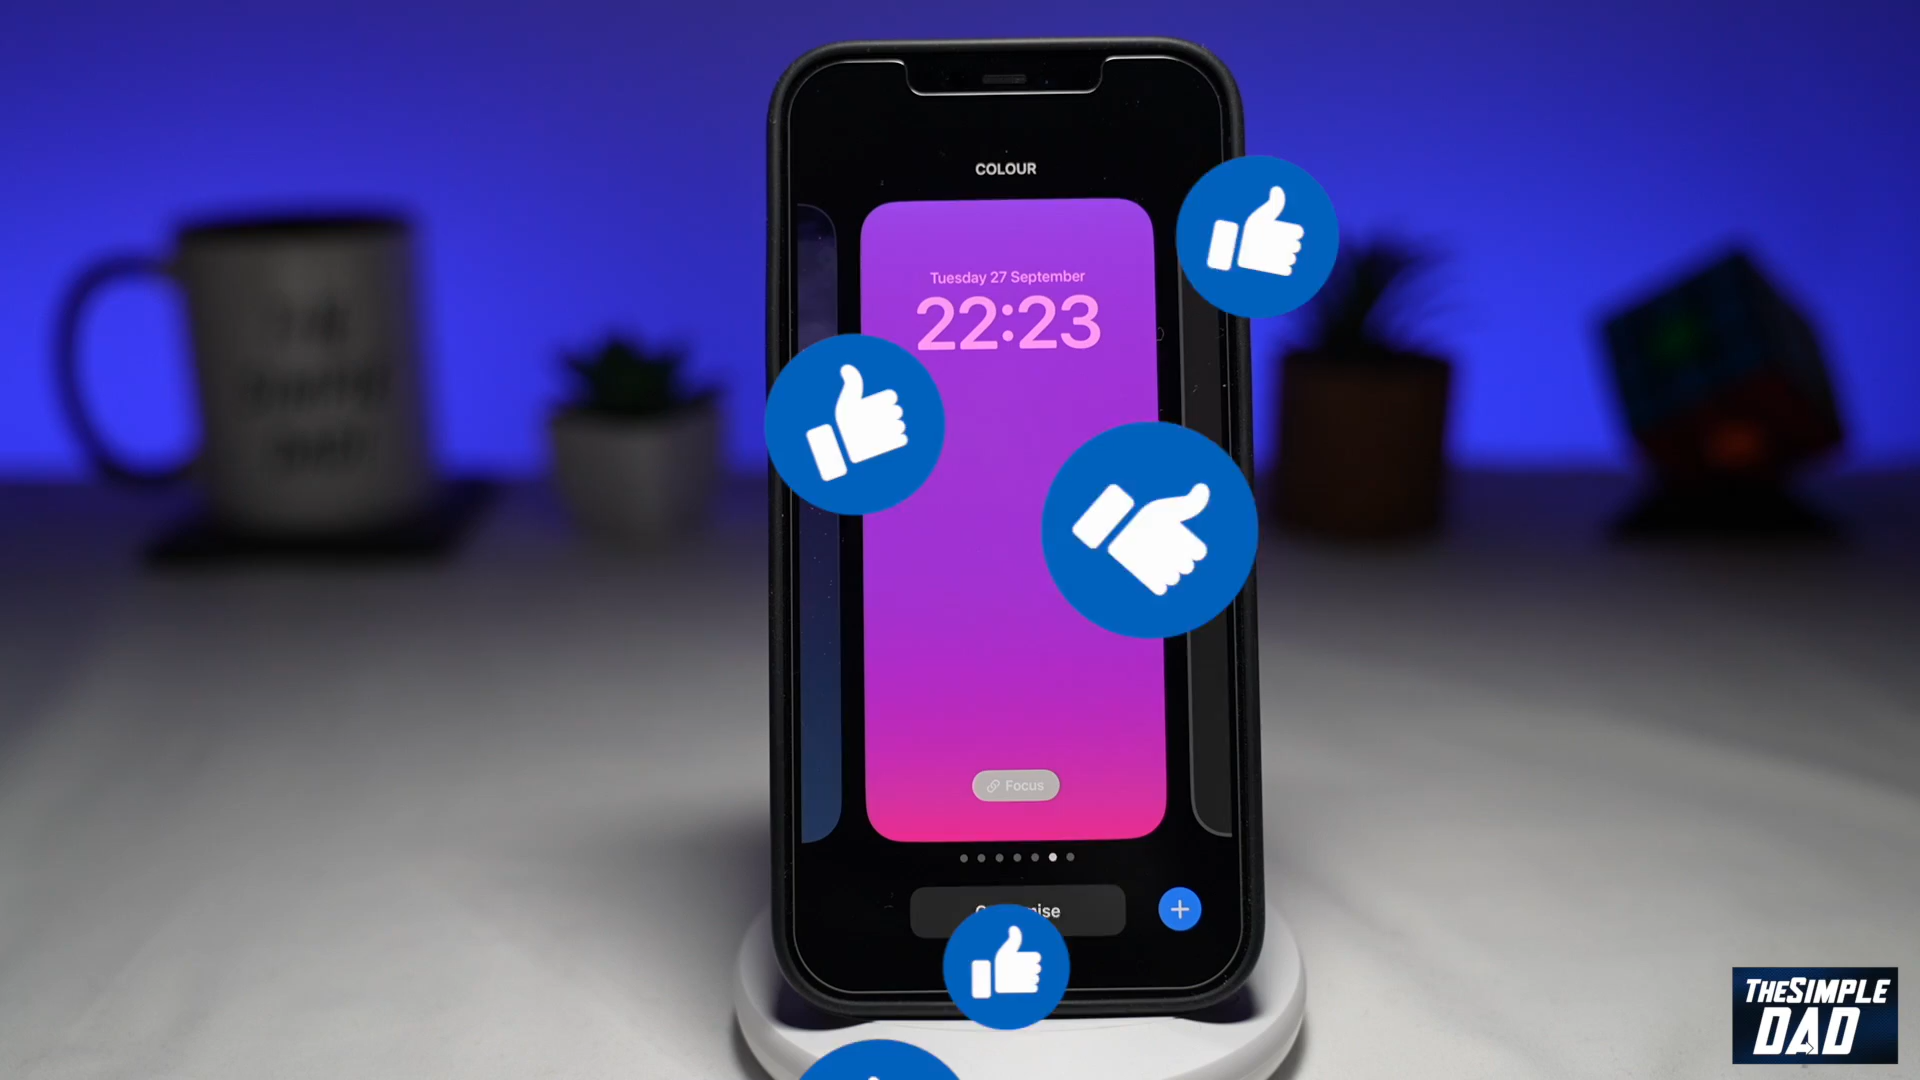 COLOUR
Tuesday 27 September
22:23
Focus
THESIMPLE
DAD